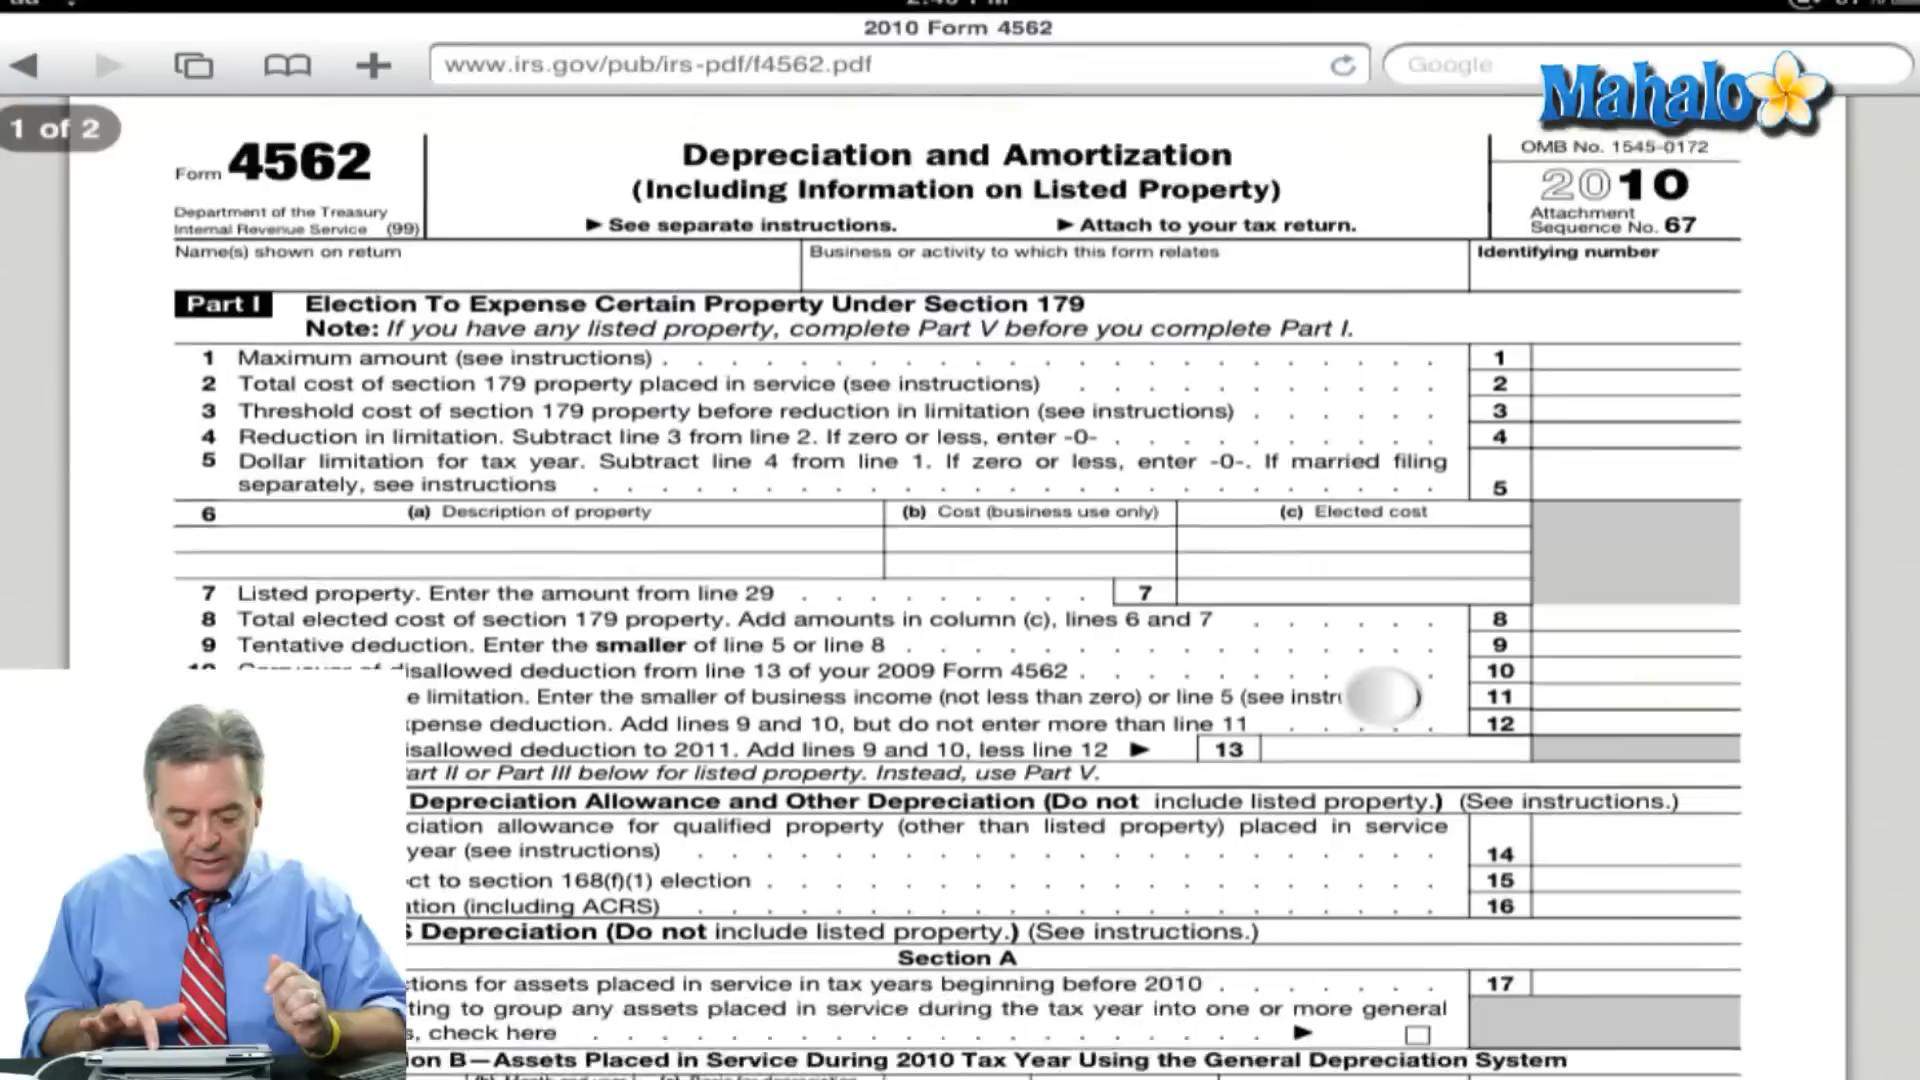 2010 Form 4562
www.irs.gov/pub/irs-pdf/f4562.pdf
Google
Mahalo
1 of 2
Form 4562
Department of the Treasury
Internal Revenue Service (99)
Depreciation and Amortization
(Including Information on Listed Property)
▶ See separate instructions. ▶ Attach to your tax return.
OMB No. 1545-0172
2010
Attachment
Sequence No. 67
Name(s) shown on return
Business or activity to which this form relates
Identifying number
Part I Election To Expense Certain Property Under Section 179
Note: If you have any listed property, complete Part V before you complete Part I.
1 Maximum amount (see instructions) 1
2 Total cost of section 179 property placed in service (see instructions) 2
3 Threshold cost of section 179 property before reduction in limitation (see instructions) 3
4 Reduction in limitation. Subtract line 3 from line 2. If zero or less, enter -0- 4
5 Dollar limitation for tax year. Subtract line 4 from line 1. If zero or less, enter -0-. If married filing
separately, see instructions 5
6 (a) Description of property (b) Cost (business use only) (c) Elected cost
7 Listed property. Enter the amount from line 29 7
8 Total elected cost of section 179 property. Add amounts in column (c), lines 6 and 7 8
9 Tentative deduction. Enter the smaller of line 5 or line 8 9
disallowed deduction from line 13 of your 2009 Form 4562 10
e limitation. Enter the smaller of business income (not less than zero) or line 5 (see instr ) 11
pense deduction. Add lines 9 and 10, but do not enter more than line 11 12
isallowed deduction to 2011. Add lines 9 and 10, less line 12 ▶ 13
art II or Part III below for listed property. Instead, use Part V.
Depreciation Allowance and Other Depreciation (Do not include listed property.) (See instructions.)
ciation allowance for qualified property (other than listed property) placed in service
year (see instructions) 14
ct to section 168(f)(1) election 15
ation (including ACRS) 16
S Depreciation (Do not include listed property.) (See instructions.)
Section A
tions for assets placed in service in tax years beginning before 2010 17
ting to group any assets placed in service during the tax year into one or more general
s, check here ▶
on B—Assets Placed in Service During 2010 Tax Year Using the General Depreciation System